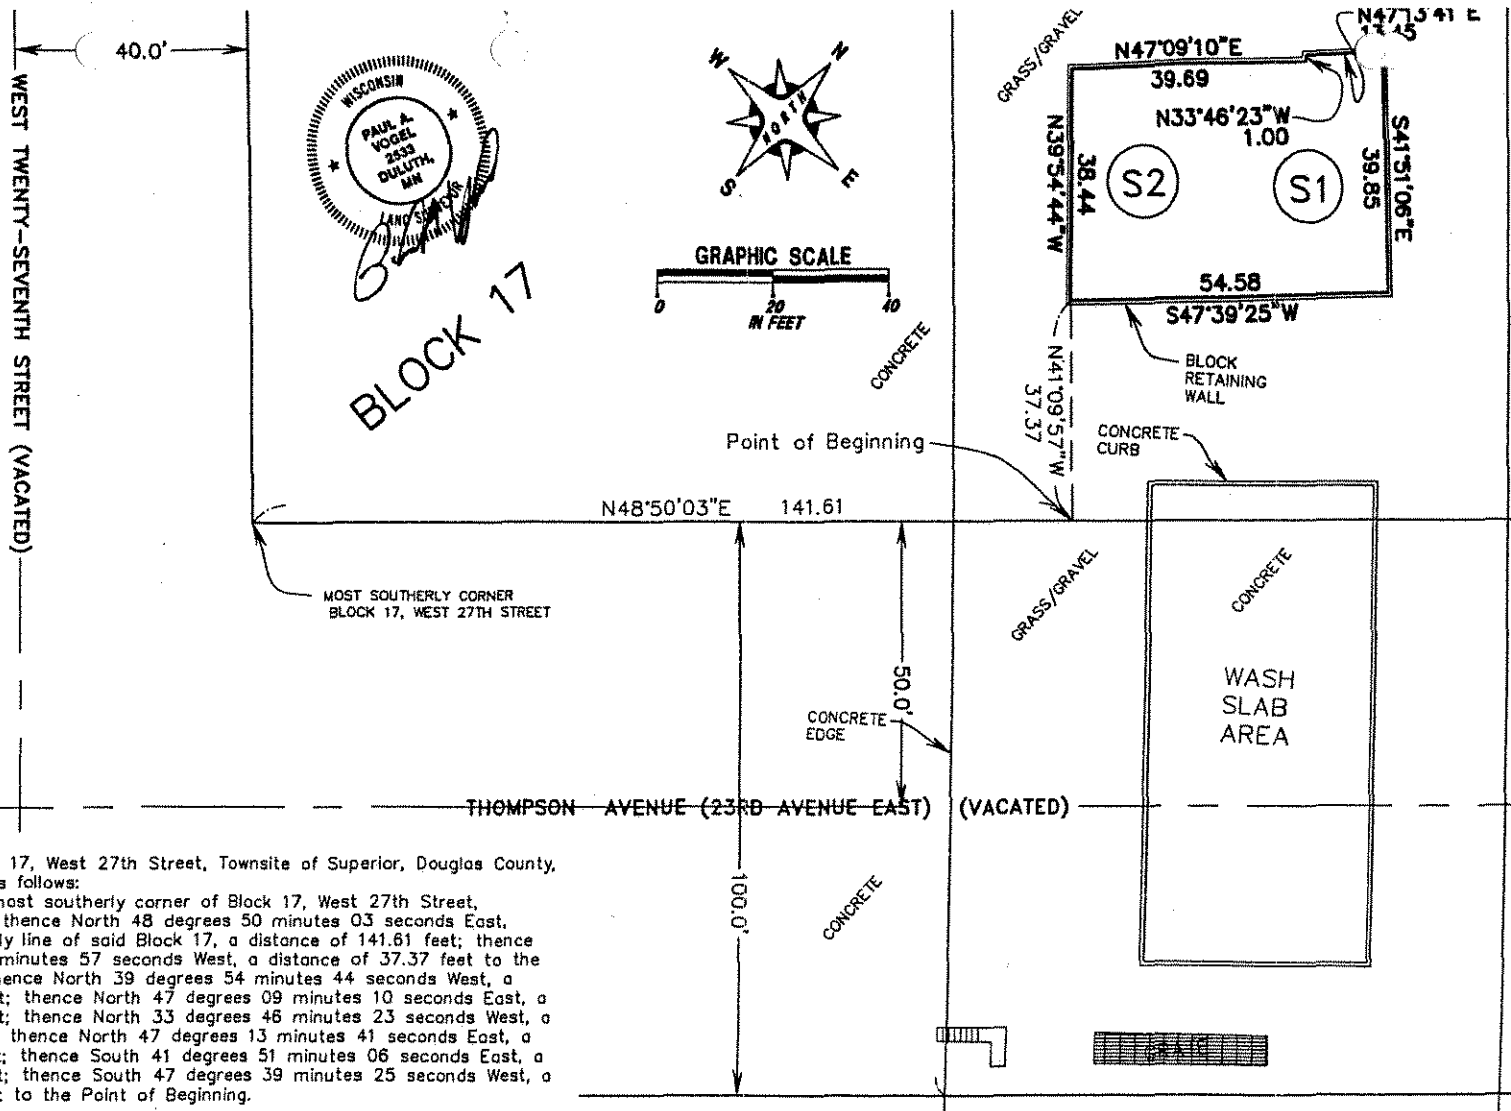 40.0'
WEST TWENTY-SEVENTH STREET (VACATED)
WISCONSIN
PAUL A.
VOGEL
2533
DULUTH,
MN
LAND
BLOCK 17
W
N
NORTH
S
E
GRAPHIC SCALE
0 20 40
IN FEET
GRASS/GRAVEL
N47°13'41 E
N47°09'10"E
39.69
N33°46'23"W
1.00
N39°54'44"W
38.44
S2
S1
S41°51'06"E
39.85
54.58
S47°39'25"W
CONCRETE
BLOCK
RETAINING
WALL
N41°09'57"W
37.37
Point of Beginning
CONCRETE
CURB
N48°50'03"E 141.61
MOST SOUTHERLY CORNER
BLOCK 17, WEST 27TH STREET
GRASS/GRAVEL
CONCRETE
50.0'
CONCRETE
EDGE
WASH
SLAB
AREA
THOMPSON AVENUE (23RD AVENUE EAST) (VACATED)
100.0'
CONCRETE
17, West 27th Street, Townsite of Superior, Douglas County,
s follows:
nost southerly corner of Block 17, West 27th Street,
thence North 48 degrees 50 minutes 03 seconds East,
ly line of said Block 17, a distance of 141.61 feet; thence
minutes 57 seconds West, a distance of 37.37 feet to the
ence North 39 degrees 54 minutes 44 seconds West, a
t; thence North 47 degrees 09 minutes 10 seconds East, a
t; thence North 33 degrees 46 minutes 23 seconds West, a
thence North 47 degrees 13 minutes 41 seconds East, a
; thence South 41 degrees 51 minutes 06 seconds East, a
t; thence South 47 degrees 39 minutes 25 seconds West, a
: to the Point of Beginning.